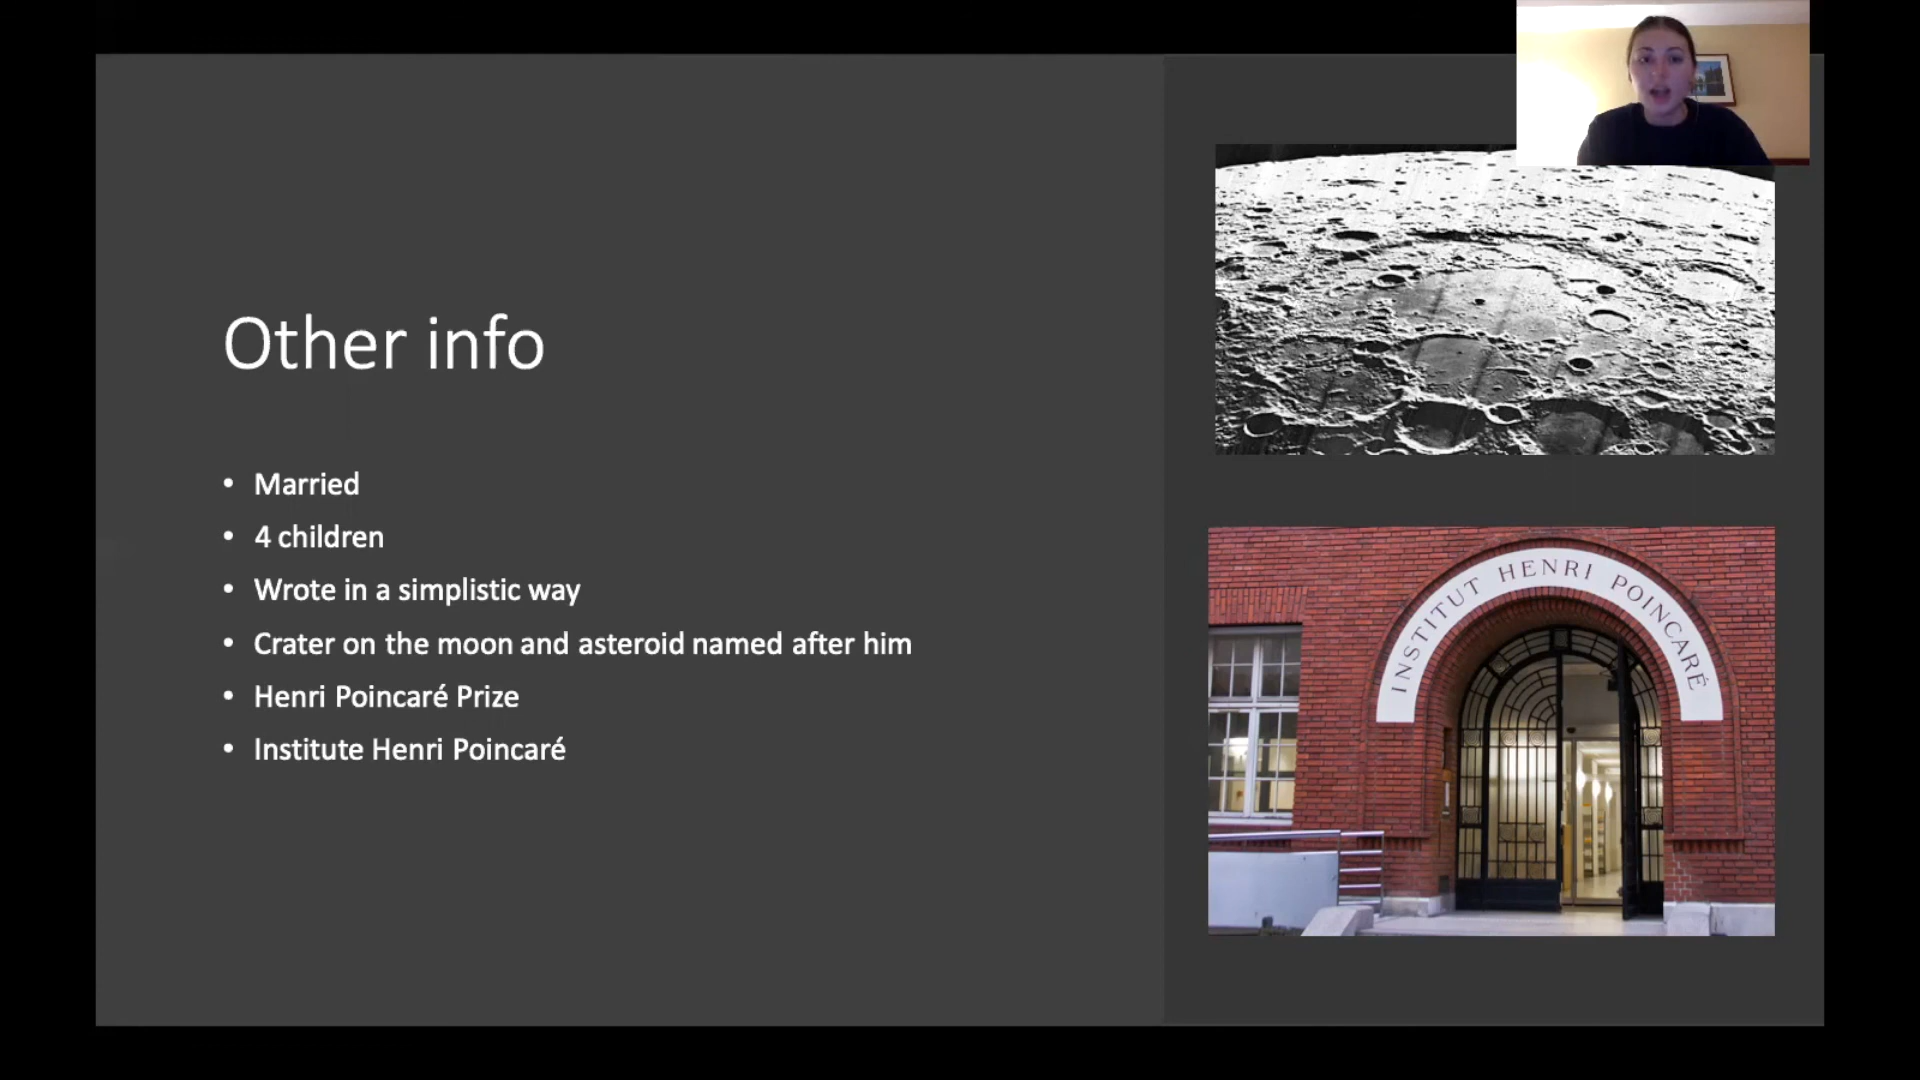 Other info
• Married
• 4 children
• Wrote in a simplistic way
• Crater on the moon and asteroid named after him
• Henri Poincaré Prize
• Institute Henri Poincaré
INSTITUT HENRI POINCARÉ